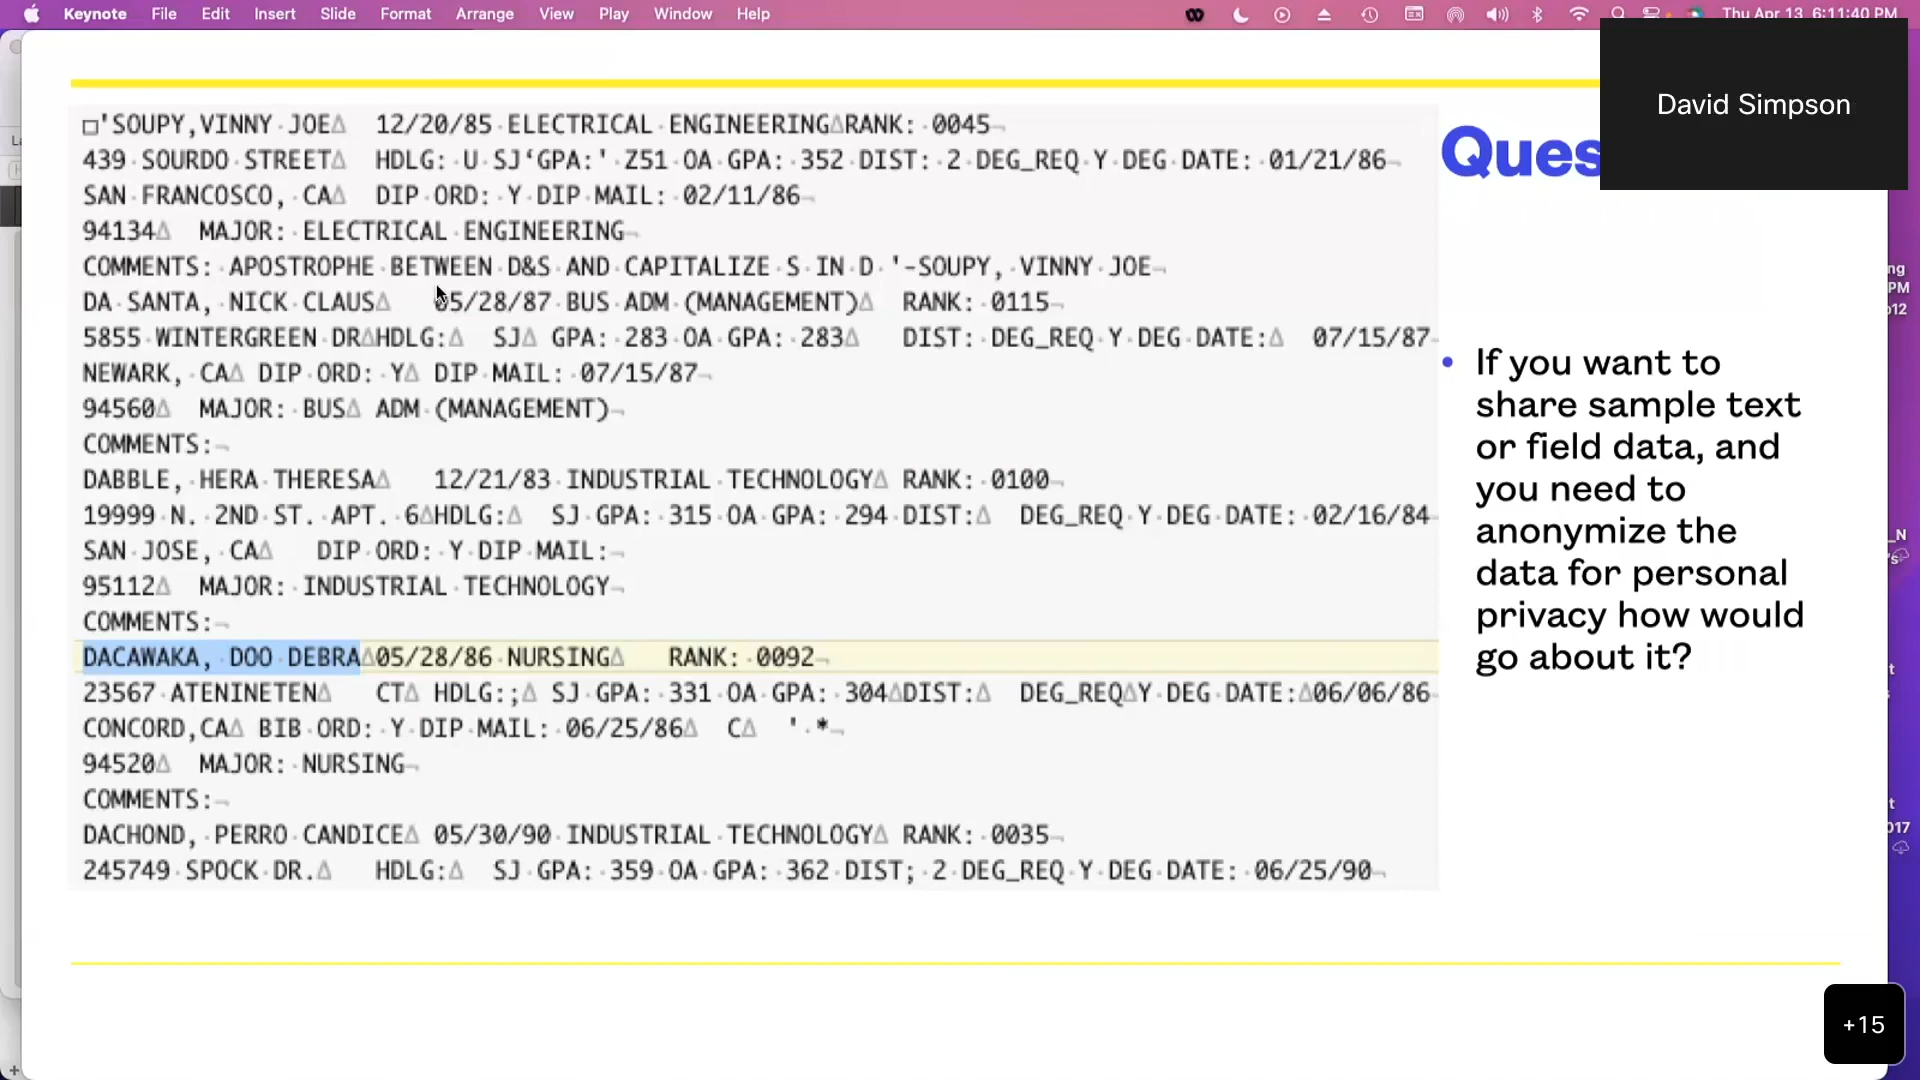 Keynote File Edit Insert Slide Format Arrange View Play Window Help Thu Apr 13 6:11:40 PM
David Simpson
□'SOUPY,VINNY JOE∆ 12/20/85 ELECTRICAL ENGINEERING∆RANK: 0045¬
439 SOURDO STREET∆ HDLG: U SJ‘GPA:' Z51 OA GPA: 352 DIST: 2 DEG_REQ Y DEG DATE: 01/21/86¬
SAN FRANCOSCO, CA∆ DIP ORD: Y DIP MAIL: 02/11/86¬
94134∆ MAJOR: ELECTRICAL ENGINEERING¬
COMMENTS: APOSTROPHE BETWEEN D&S AND CAPITALIZE S IN D '-SOUPY, VINNY JOE¬
DA SANTA, NICK CLAUS∆ 05/28/87 BUS ADM (MANAGEMENT)∆ RANK: 0115¬
5855 WINTERGREEN DR∆HDLG:∆ SJ∆ GPA: 283 OA GPA: 283∆ DIST: DEG_REQ Y DEG DATE:∆ 07/15/87¬
NEWARK, CA∆ DIP ORD: Y∆ DIP MAIL: 07/15/87¬
94560∆ MAJOR: BUS∆ ADM (MANAGEMENT)¬
COMMENTS:¬
DABBLE, HERA THERESA∆ 12/21/83 INDUSTRIAL TECHNOLOGY∆ RANK: 0100¬
19999 N. 2ND ST. APT. 6∆HDLG:∆ SJ GPA: 315 OA GPA: 294 DIST:∆ DEG_REQ Y DEG DATE: 02/16/84¬
SAN JOSE, CA∆ DIP ORD: Y DIP MAIL:¬
95112∆ MAJOR: INDUSTRIAL TECHNOLOGY¬
COMMENTS:¬
DACAWAKA, DOO DEBRA∆05/28/86 NURSING∆ RANK: 0092¬
23567 ATENINETEN∆ CT∆ HDLG:;∆ SJ GPA: 331 OA GPA: 304∆DIST:∆ DEG_REQ∆Y DEG DATE:∆06/06/86¬
CONCORD,CA∆ BIB ORD: Y DIP MAIL: 06/25/86∆ C∆ ' *¬
94520∆ MAJOR: NURSING¬
COMMENTS:¬
DACHOND, PERRO CANDICE∆ 05/30/90 INDUSTRIAL TECHNOLOGY∆ RANK: 0035¬
245749 SPOCK DR.∆ HDLG:∆ SJ GPA: 359 OA GPA: 362 DIST; 2 DEG_REQ Y DEG DATE: 06/25/90¬
• If you want to
share sample text
or field data, and
you need to
anonymize the
data for personal
privacy how would
go about it?
+15